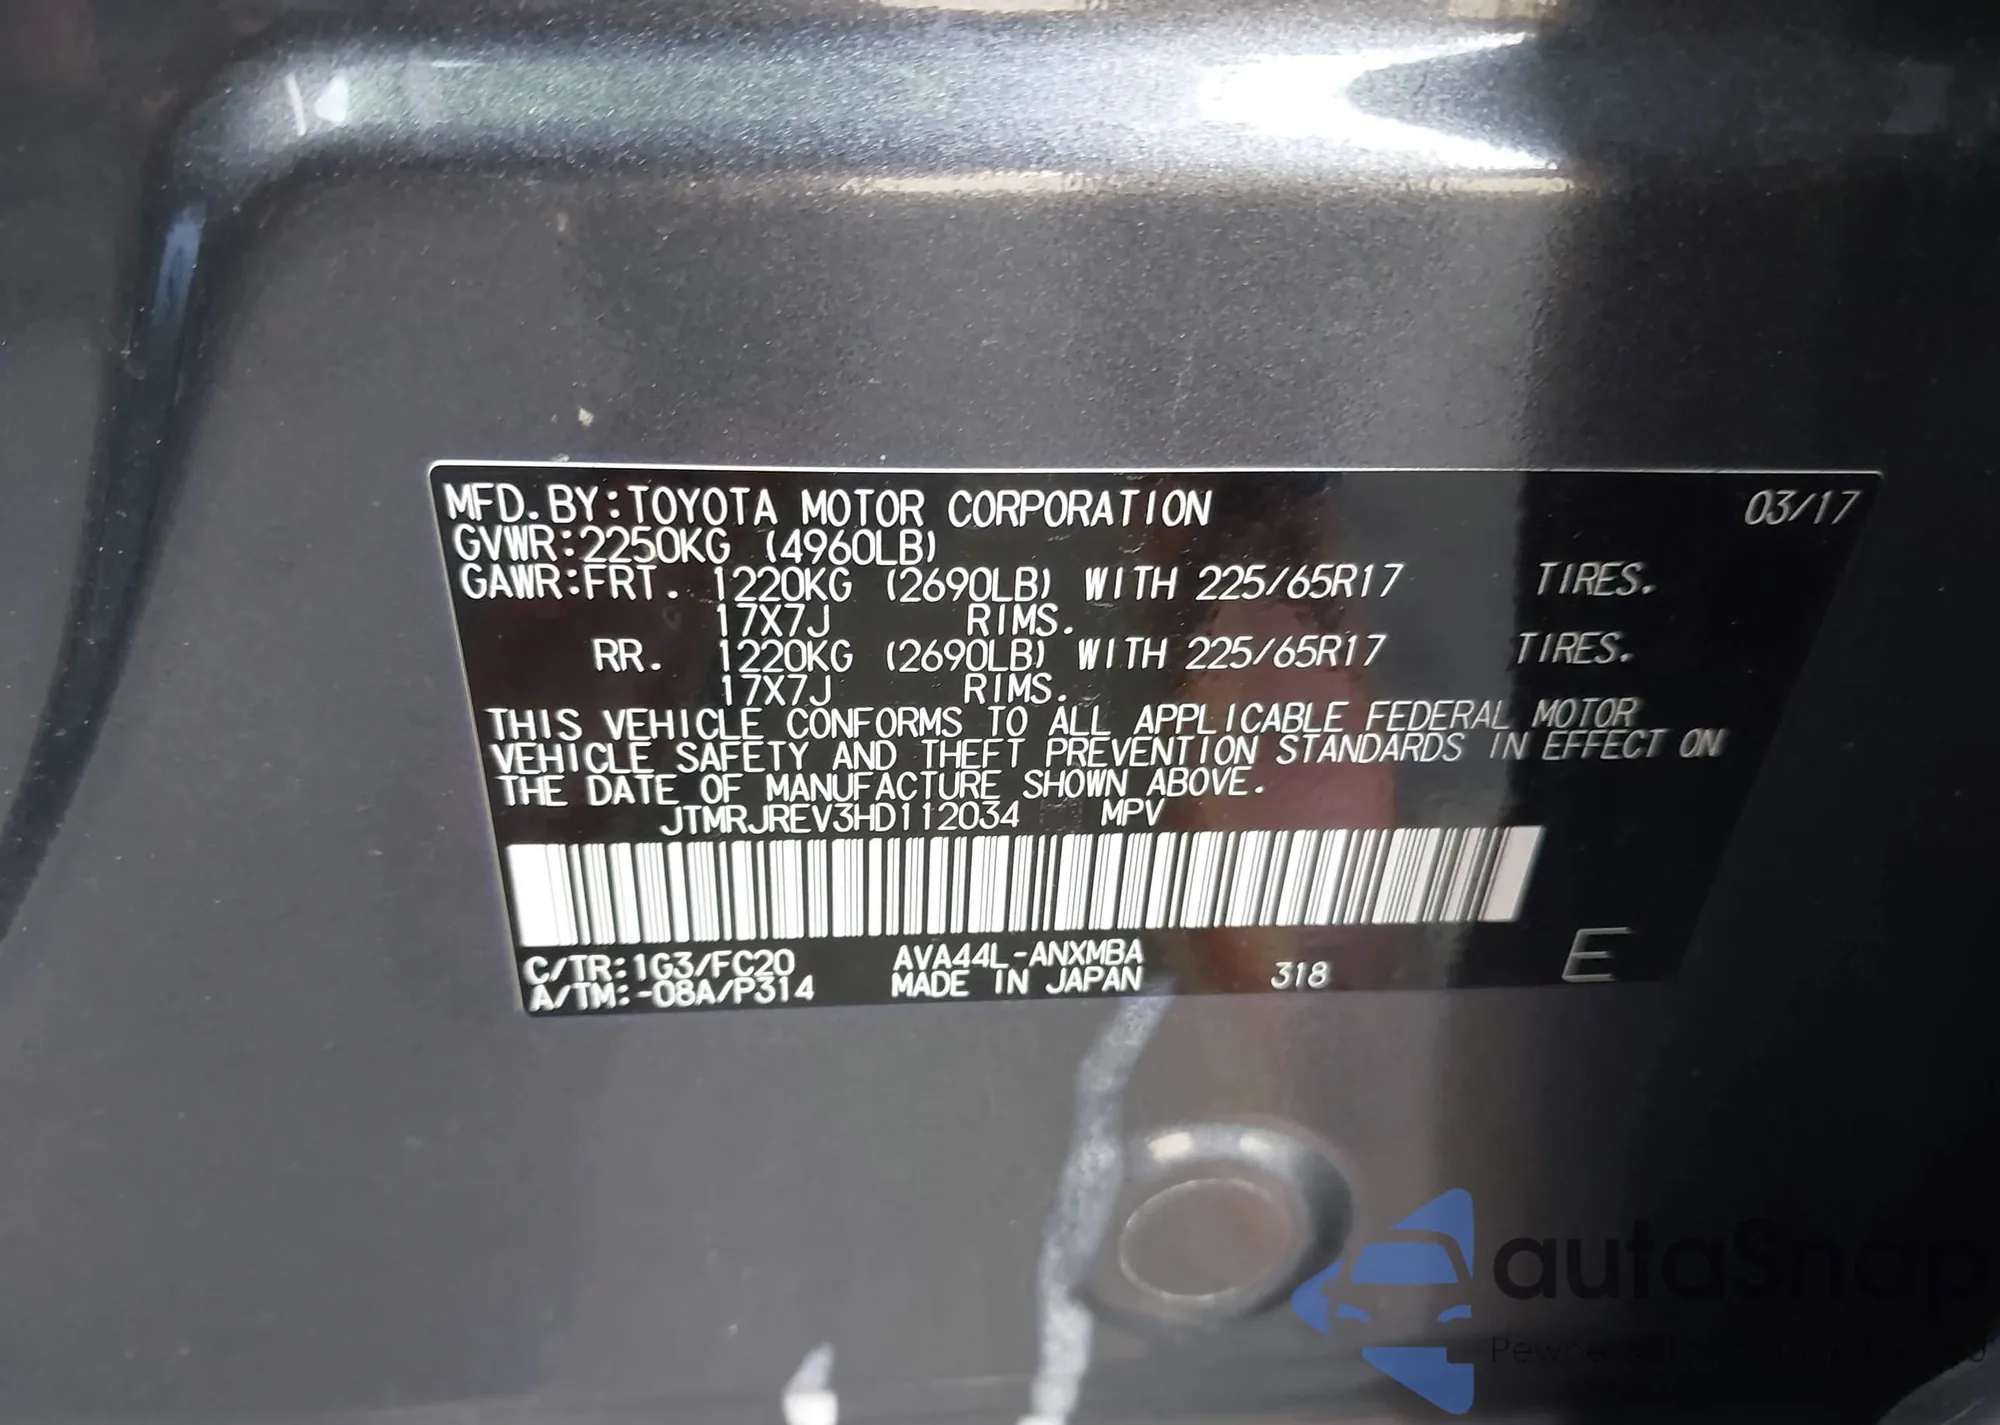 MFD.BY:TOYOTA MOTOR CORPORATION 03/17
GVWR:2250KG (4960LB)
GAWR:FRT. 1220KG (2690LB) WITH 225/65R17 TIRES.
17X7J RIMS.
RR. 1220KG (2690LB) WITH 225/65R17 TIRES.
17X7J RIMS.
THIS VEHICLE CONFORMS TO ALL APPLICABLE FEDERAL MOTOR
VEHICLE SAFETY AND THEFT PREVENTION STANDARDS IN EFFECT ON
THE DATE OF MANUFACTURE SHOWN ABOVE.
JTMRJREV3HD112034 MPV
C/TR:1G3/FC20 AVA44L-ANXMBA
A/TM:-08A/P314 MADE IN JAPAN 318 E
autaSnap